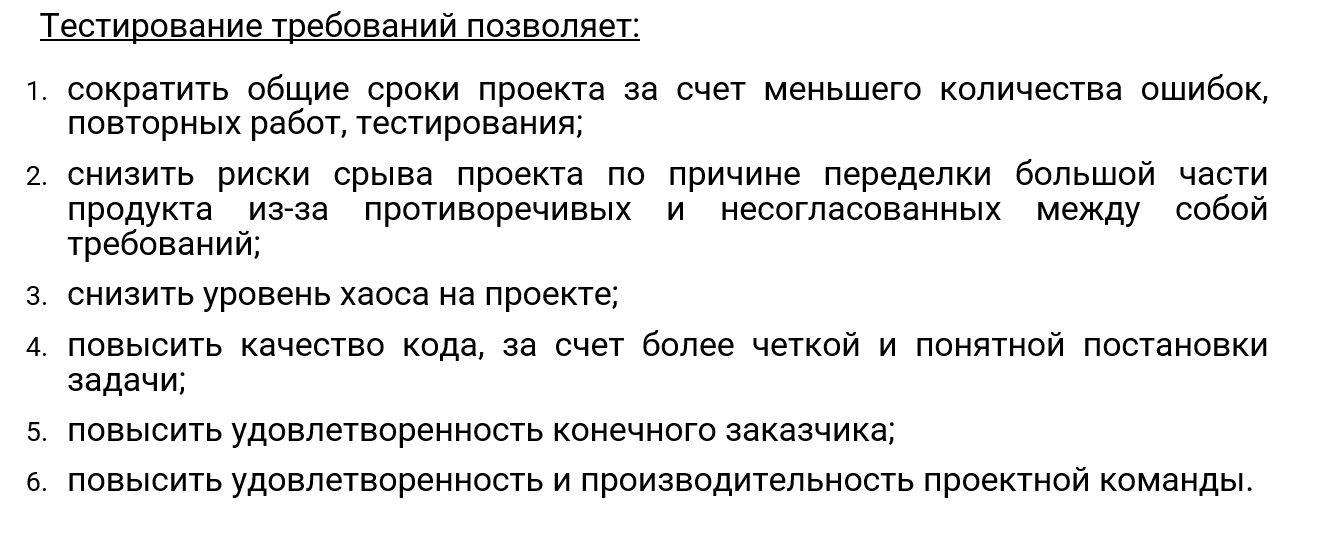 Тестирование требований позволяет:
1. сократить общие сроки проекта за счет меньшего количества ошибок,
повторных работ, тестирования;
2. снизить риски срыва проекта по причине переделки большой части
продукта из-за противоречивых и несогласованных между собой
требований;
3. снизить уровень хаоса на проекте;
4. повысить качество кода, за счет более четкой и понятной постановки
задачи;
5. повысить удовлетворенность конечного заказчика;
6. повысить удовлетворенность и производительность проектной команды.